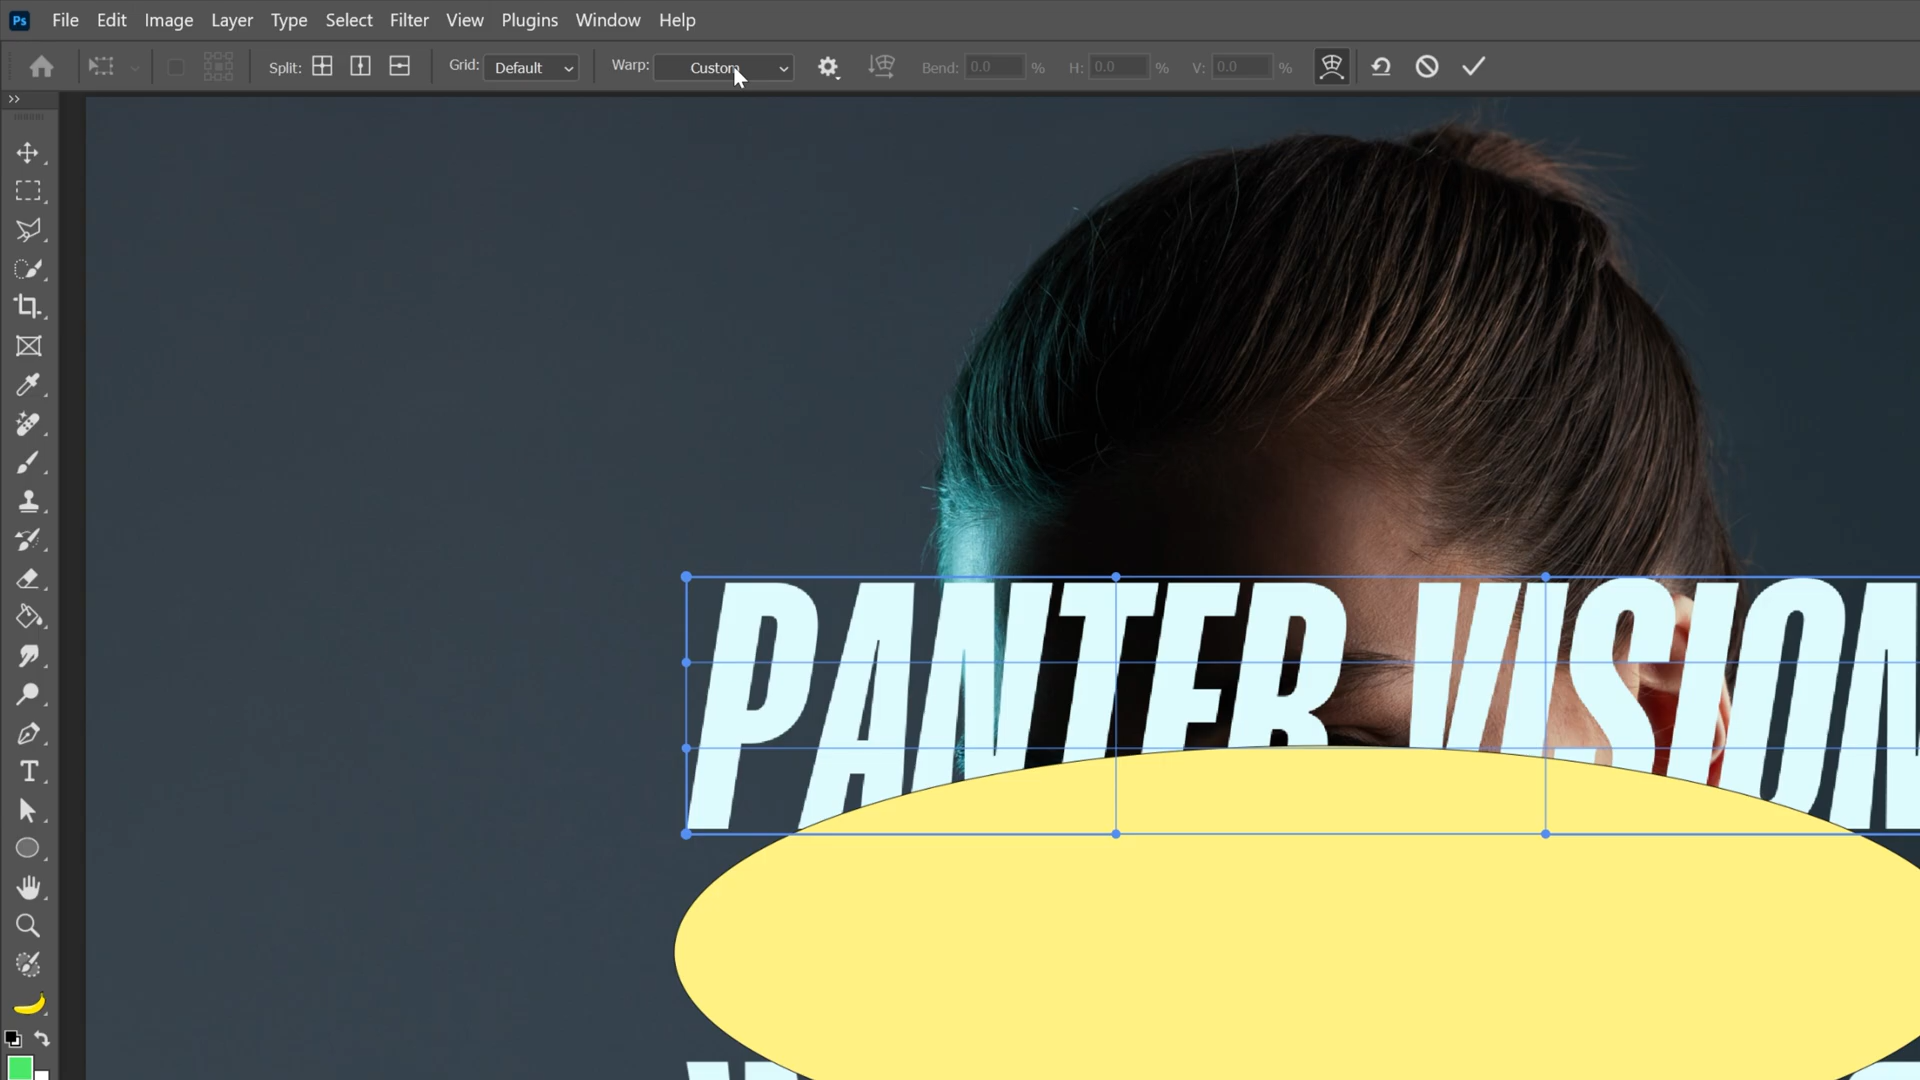 Ps File Edit Image Layer Type Select Filter View Plugins Window Help
Split: Grid: Default Warp: Custom Bend: 0.0 % H: 0.0 % V: 0.0 %
PANTER VISION